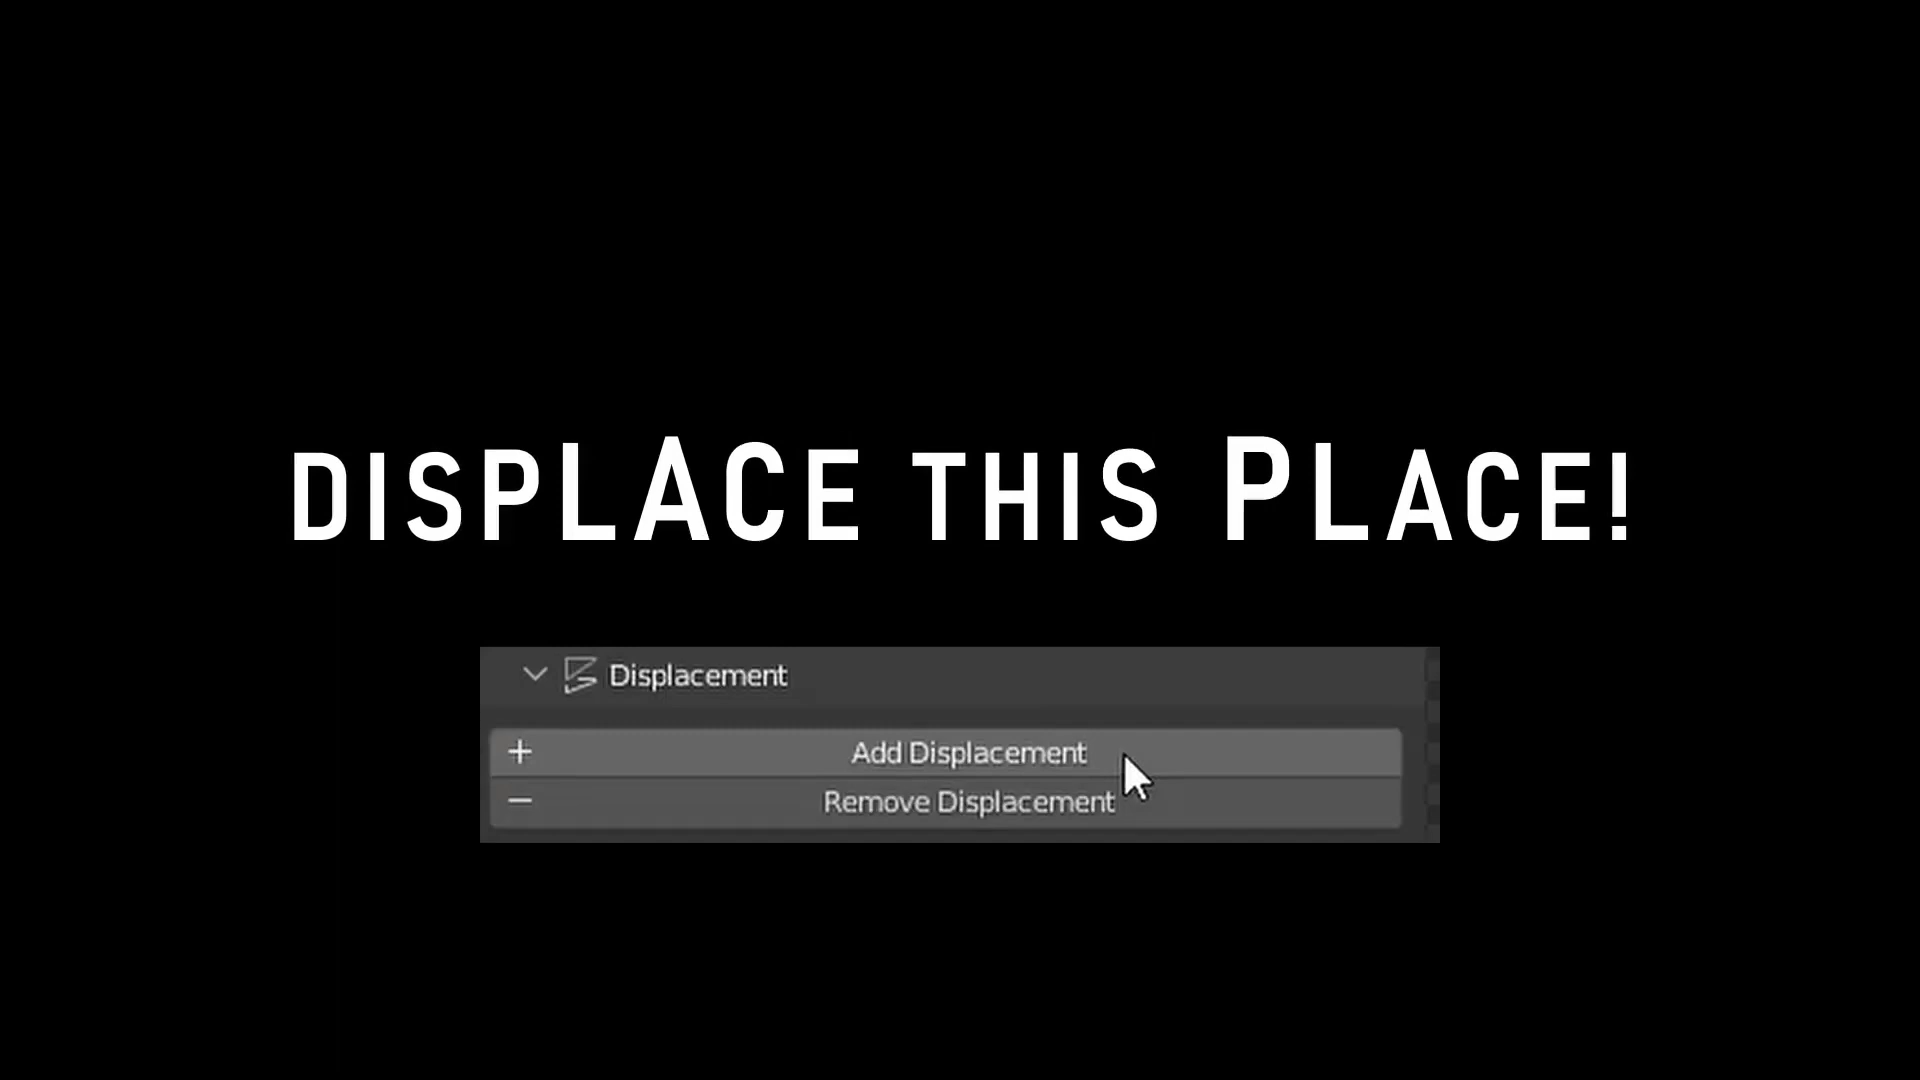 DISPLACE THIS PLACE!
Displacement
+ Add Displacement
− Remove Displacement